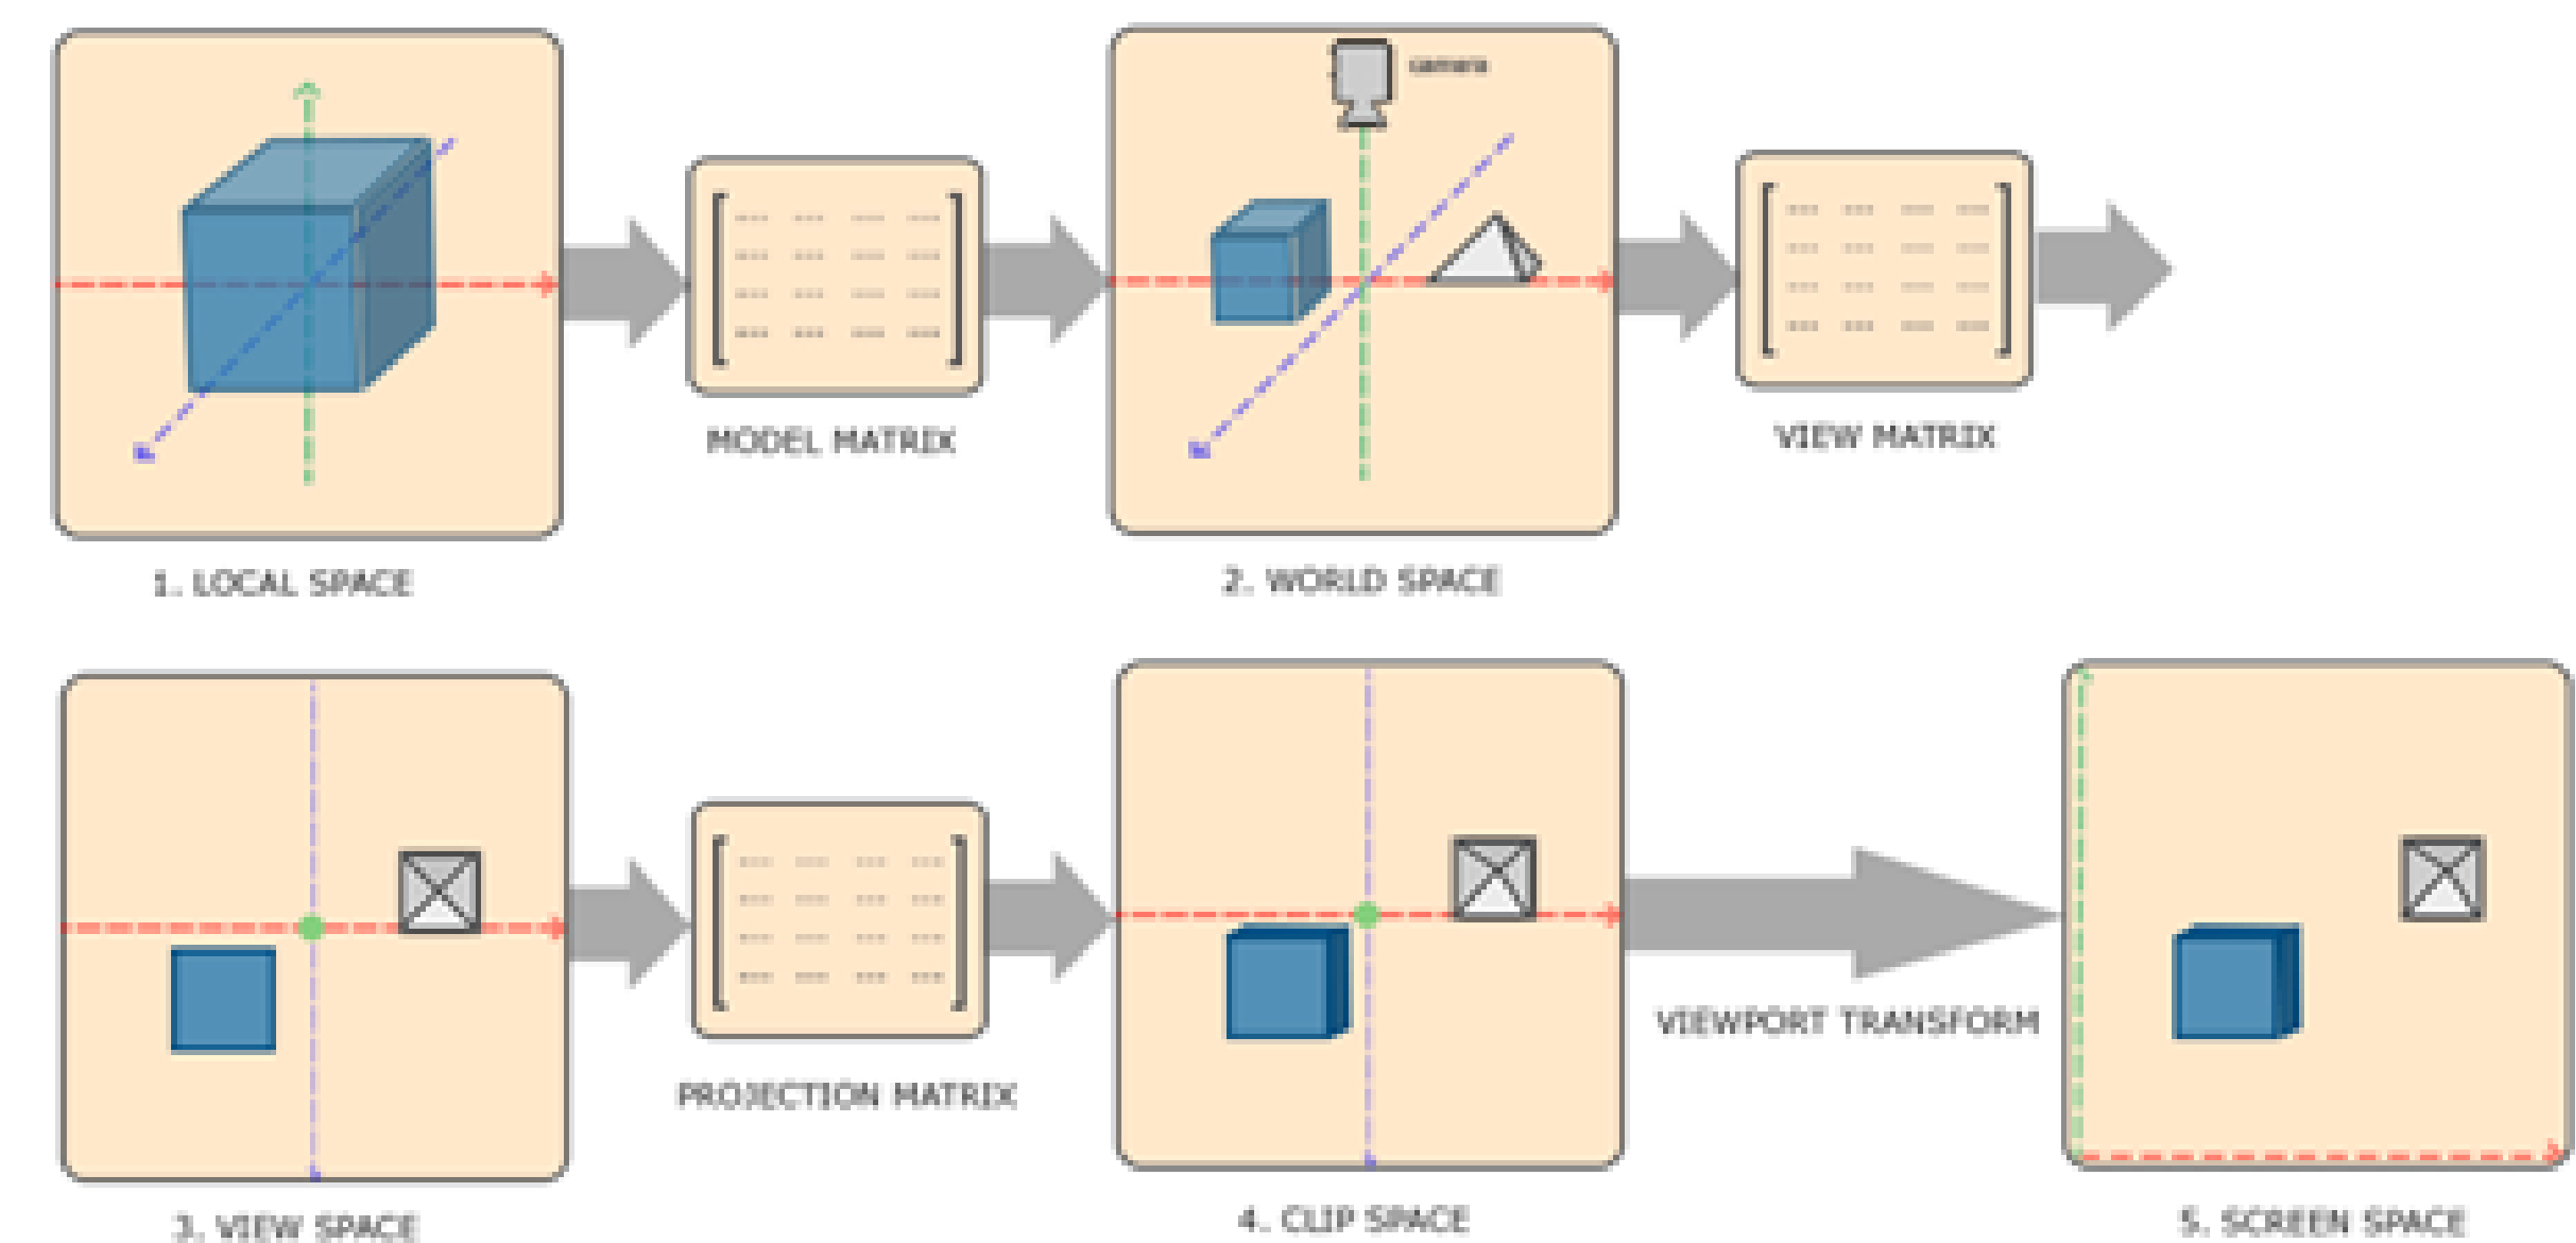 camera
MODEL MATRIX
VIEW MATRIX
1. LOCAL SPACE
2. WORLD SPACE
PROJECTION MATRIX
VIEWPORT TRANSFORM
3. VIEW SPACE
4. CLIP SPACE
5. SCREEN SPACE